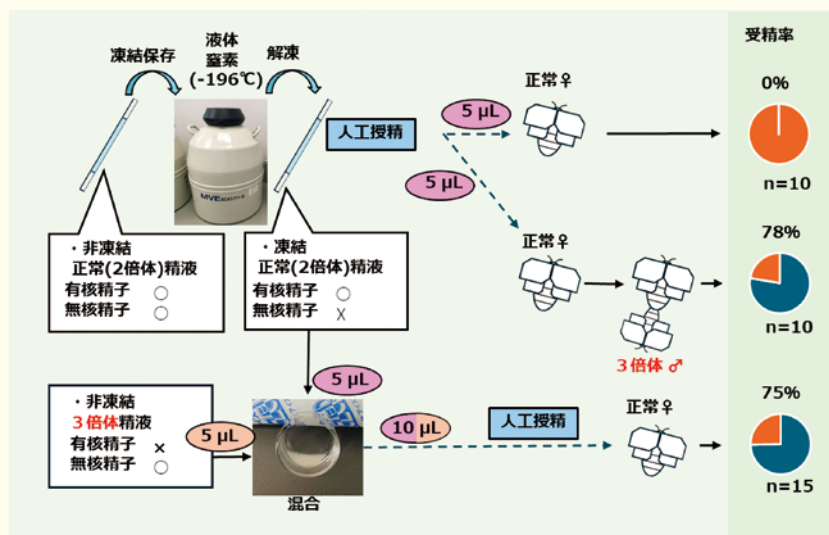 凍結保存
液体
窒素
(-196℃)
解凍
受精率
正常♀
0%
5 μL
人工授精
n=10
5 μL
MVE
・非凍結
正常(2倍体)精液
有核精子 ○
無核精子 ○
・凍結
正常(2倍体)精液
有核精子 ○
無核精子 X
正常♀
78%
n=10
3倍体 ♂
5 μL
・非凍結
3倍体精液
有核精子 ×
無核精子 ○
5 μL
混合
10 μL
人工授精
正常♀
75%
n=15